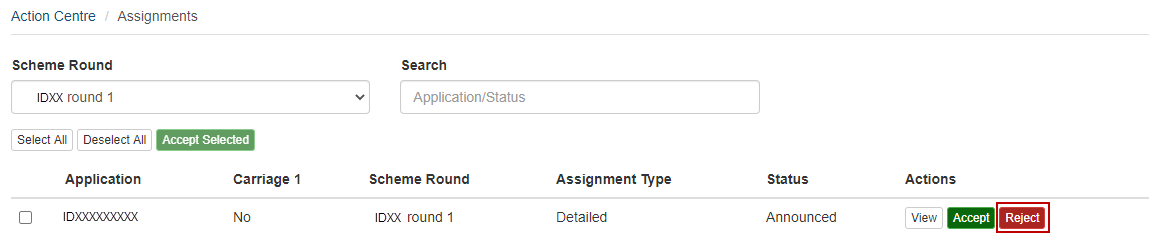 Action Centre / Assignments
Scheme Round Search
IDXX round 1 Application/Status
Select All Deselect All Accept Selected
Application Carriage 1 Scheme Round Assignment Type Status Actions
IDXXXXXXXXX No IDXX round 1 Detailed Announced View Accept Reject